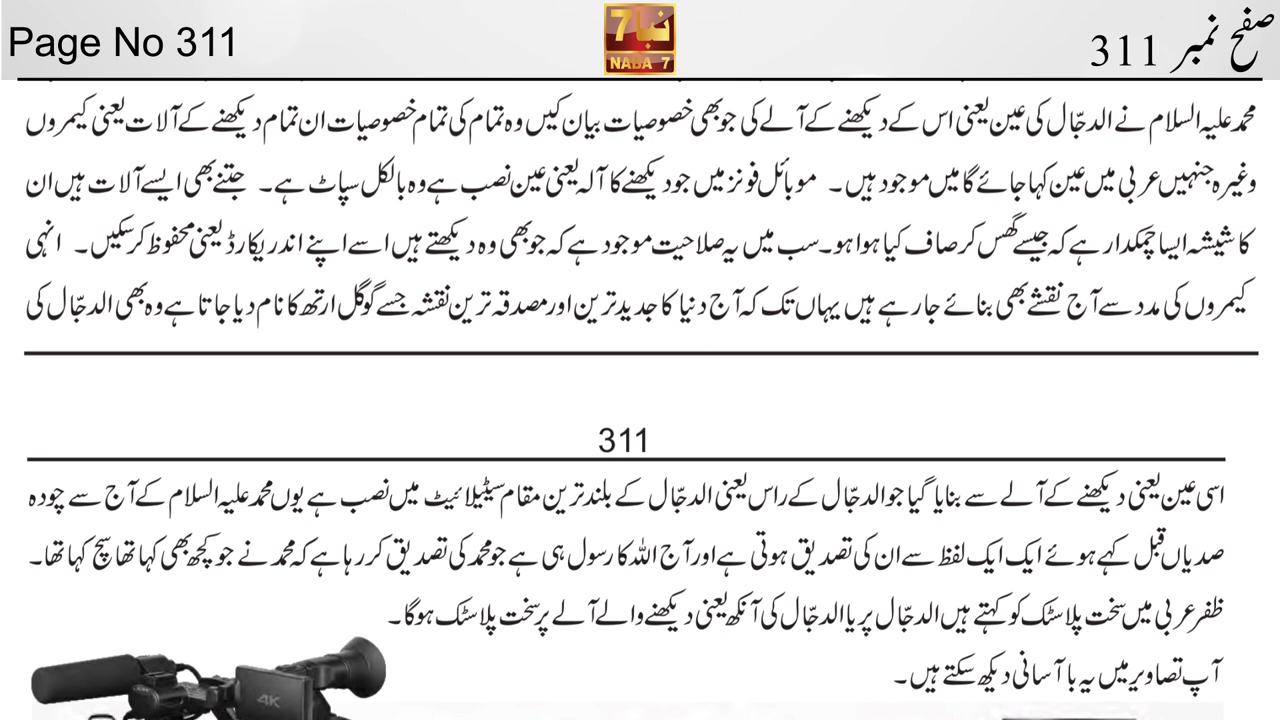 Page No 311
نبا 7
NABA 7
صفحہ نمبر 311
محمد علیہ السلام نے الدجّال کی عین یعنی اس کے دیکھنے کے آلے کی جو بھی خصوصیات بیان کیں وہ تمام کی تمام خصوصیات ان تمام دیکھنے کے آلات یعنی کیمروں
وغیرہ جنہیں عربی میں عین کہا جائے گا میں موجود ہیں۔ موبائل فونز میں جو دیکھنے کا آلہ یعنی عین نصب ہے وہ بالکل سپاٹ ہے۔ جتنے بھی ایسے آلات ہیں ان
کا شیشہ ایسا چمکدار ہے کہ جیسے گھس کر صاف کیا ہوا ہو۔ سب میں یہ صلاحیت موجود ہے کہ جو بھی وہ دیکھتے ہیں اسے اپنے اندر ریکارڈ یعنی محفوظ کر سکیں۔ انہی
کیمروں کی مدد سے آج نقشے بھی بنائے جا رہے ہیں یہاں تک کہ آج دنیا کا جدید ترین اور مصدقہ ترین نقشہ جسے گوگل ارتھ کا نام دیا جاتا ہے وہ بھی الدجّال کی
311
اسی عین یعنی دیکھنے کے آلے سے بنایا گیا جو الدجّال کے راس یعنی الدجّال کے بلند ترین مقام سیٹیلائیٹ میں نصب ہے یوں محمد علیہ السلام کے آج سے چودہ
صدیاں قبل کہے ہوئے ایک ایک لفظ سے ان کی تصدیق ہوتی ہے اور آج اللہ کا رسول ہی ہے جو محمد کی تصدیق کر رہا ہے کہ محمد نے جو کچھ بھی کہا تھا سچ کہا تھا۔
ظفر عربی میں سخت پلاسٹک کو کہتے ہیں الدجّال پر یا الدجّال کی آنکھ یعنی دیکھنے والے آلے پر سخت پلاسٹک ہوگا۔
آپ تصاویر میں یہ با آسانی دیکھ سکتے ہیں۔
4K